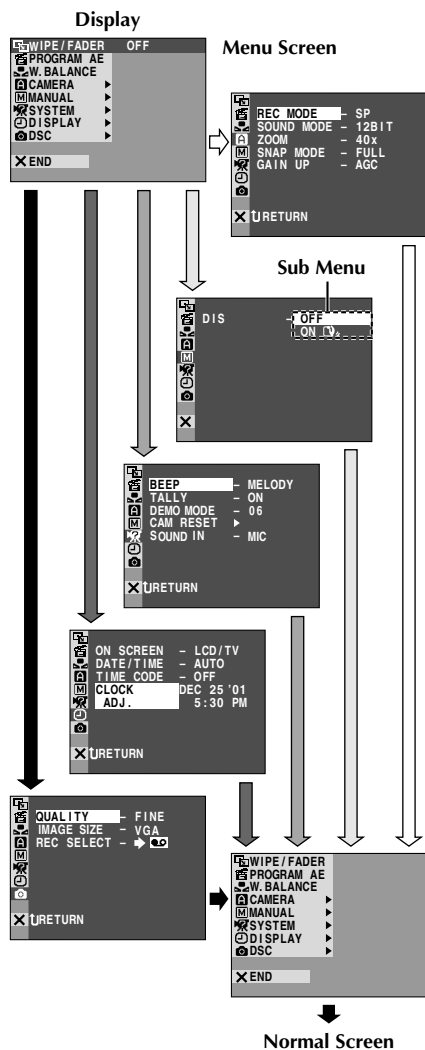 Display
WIPE / FADER OFF
PROGRAM AE
W. BALANCE
CAMERA
MANUAL
SYSTEM
DISPLAY
DSC
END
Menu Screen
REC MODE – SP
SOUND MODE – 12BIT
ZOOM – 40x
SNAP MODE – FULL
GAIN UP – AGC
RETURN
Sub Menu
DIS – OFF
ON
BEEP – MELODY
TALLY – ON
DEMO MODE – 06
CAM RESET
SOUND IN – MIC
RETURN
ON SCREEN – LCD/TV
DATE/TIME – AUTO
TIME CODE – OFF
CLOCK DEC 25 '01
ADJ. 5:30 PM
RETURN
QUALITY – FINE
IMAGE SIZE – VGA
REC SELECT –
RETURN
WIPE / FADER
PROGRAM AE
W. BALANCE
CAMERA
MANUAL
SYSTEM
DISPLAY
DSC
END
Normal Screen